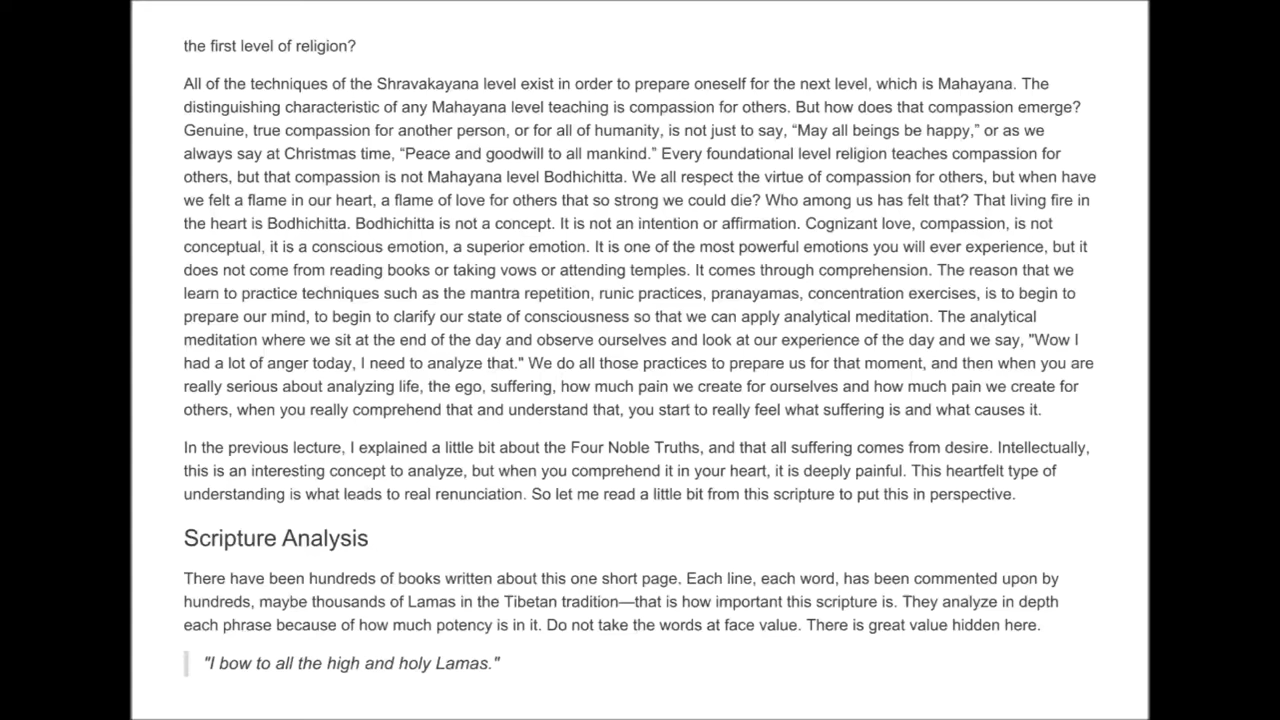 the first level of religion?
All of the techniques of the Shravakayana level exist in order to prepare oneself for the next level, which is Mahayana. The
distinguishing characteristic of any Mahayana level teaching is compassion for others. But how does that compassion emerge?
Genuine, true compassion for another person, or for all of humanity, is not just to say, “May all beings be happy,” or as we
always say at Christmas time, “Peace and goodwill to all mankind.” Every foundational level religion teaches compassion for
others, but that compassion is not Mahayana level Bodhichitta. We all respect the virtue of compassion for others, but when have
we felt a flame in our heart, a flame of love for others that so strong we could die? Who among us has felt that? That living fire in
the heart is Bodhichitta. Bodhichitta is not a concept. It is not an intention or affirmation. Cognizant love, compassion, is not
conceptual, it is a conscious emotion, a superior emotion. It is one of the most powerful emotions you will ever experience, but it
does not come from reading books or taking vows or attending temples. It comes through comprehension. The reason that we
learn to practice techniques such as the mantra repetition, runic practices, pranayamas, concentration exercises, is to begin to
prepare our mind, to begin to clarify our state of consciousness so that we can apply analytical meditation. The analytical
meditation where we sit at the end of the day and observe ourselves and look at our experience of the day and we say, "Wow I
had a lot of anger today, I need to analyze that." We do all those practices to prepare us for that moment, and then when you are
really serious about analyzing life, the ego, suffering, how much pain we create for ourselves and how much pain we create for
others, when you really comprehend that and understand that, you start to really feel what suffering is and what causes it.
In the previous lecture, I explained a little bit about the Four Noble Truths, and that all suffering comes from desire. Intellectually,
this is an interesting concept to analyze, but when you comprehend it in your heart, it is deeply painful. This heartfelt type of
understanding is what leads to real renunciation. So let me read a little bit from this scripture to put this in perspective.
Scripture Analysis
There have been hundreds of books written about this one short page. Each line, each word, has been commented upon by
hundreds, maybe thousands of Lamas in the Tibetan tradition—that is how important this scripture is. They analyze in depth
each phrase because of how much potency is in it. Do not take the words at face value. There is great value hidden here.
"I bow to all the high and holy Lamas."